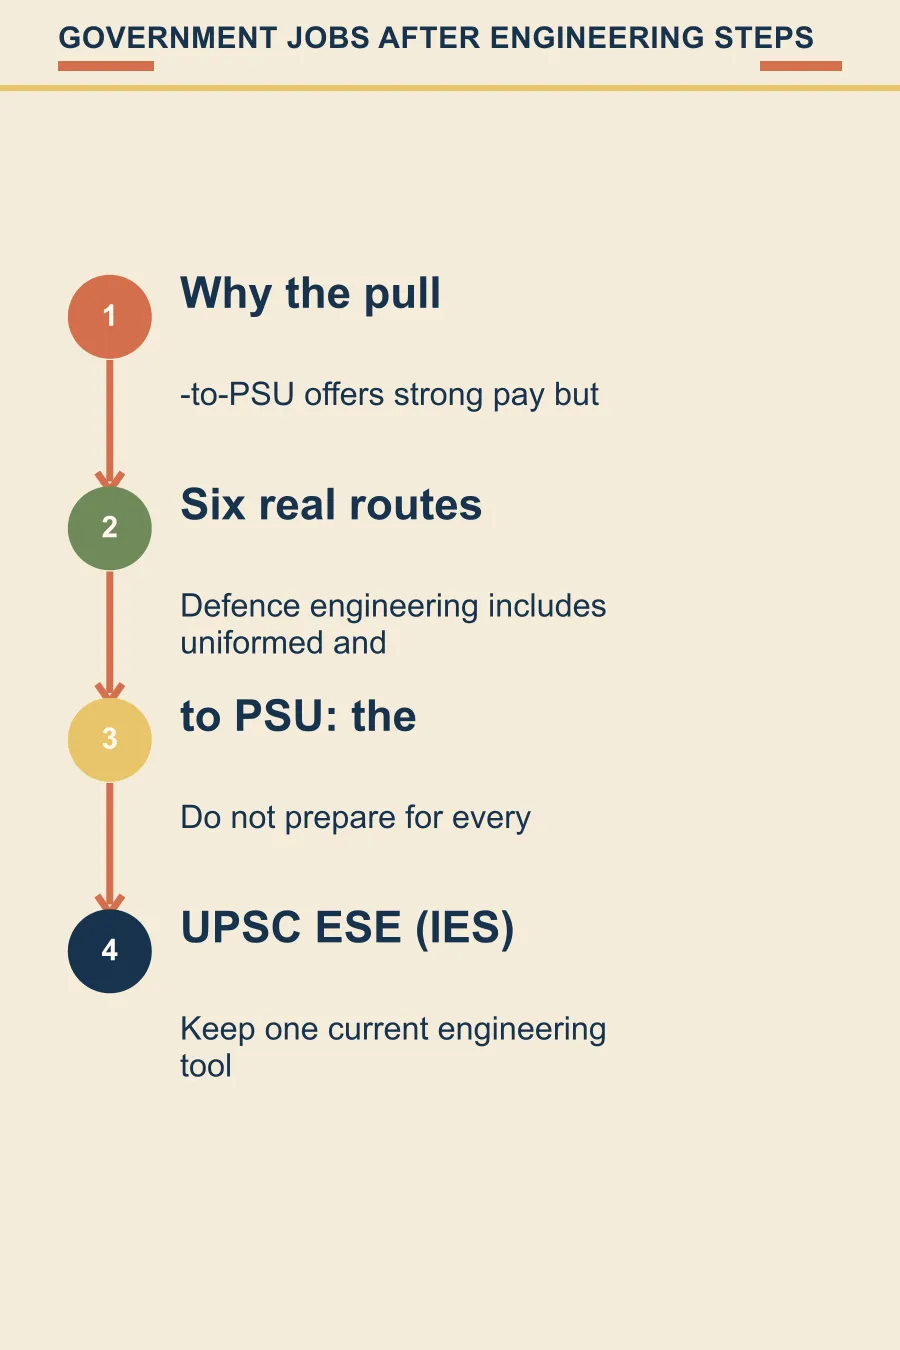 GOVERNMENT JOBS AFTER ENGINEERING STEPS
1
Why the pull
-to-PSU offers strong pay but
2
Six real routes
Defence engineering includes
uniformed and
3
to PSU: the
Do not prepare for every
4
UPSC ESE (IES)
Keep one current engineering
tool